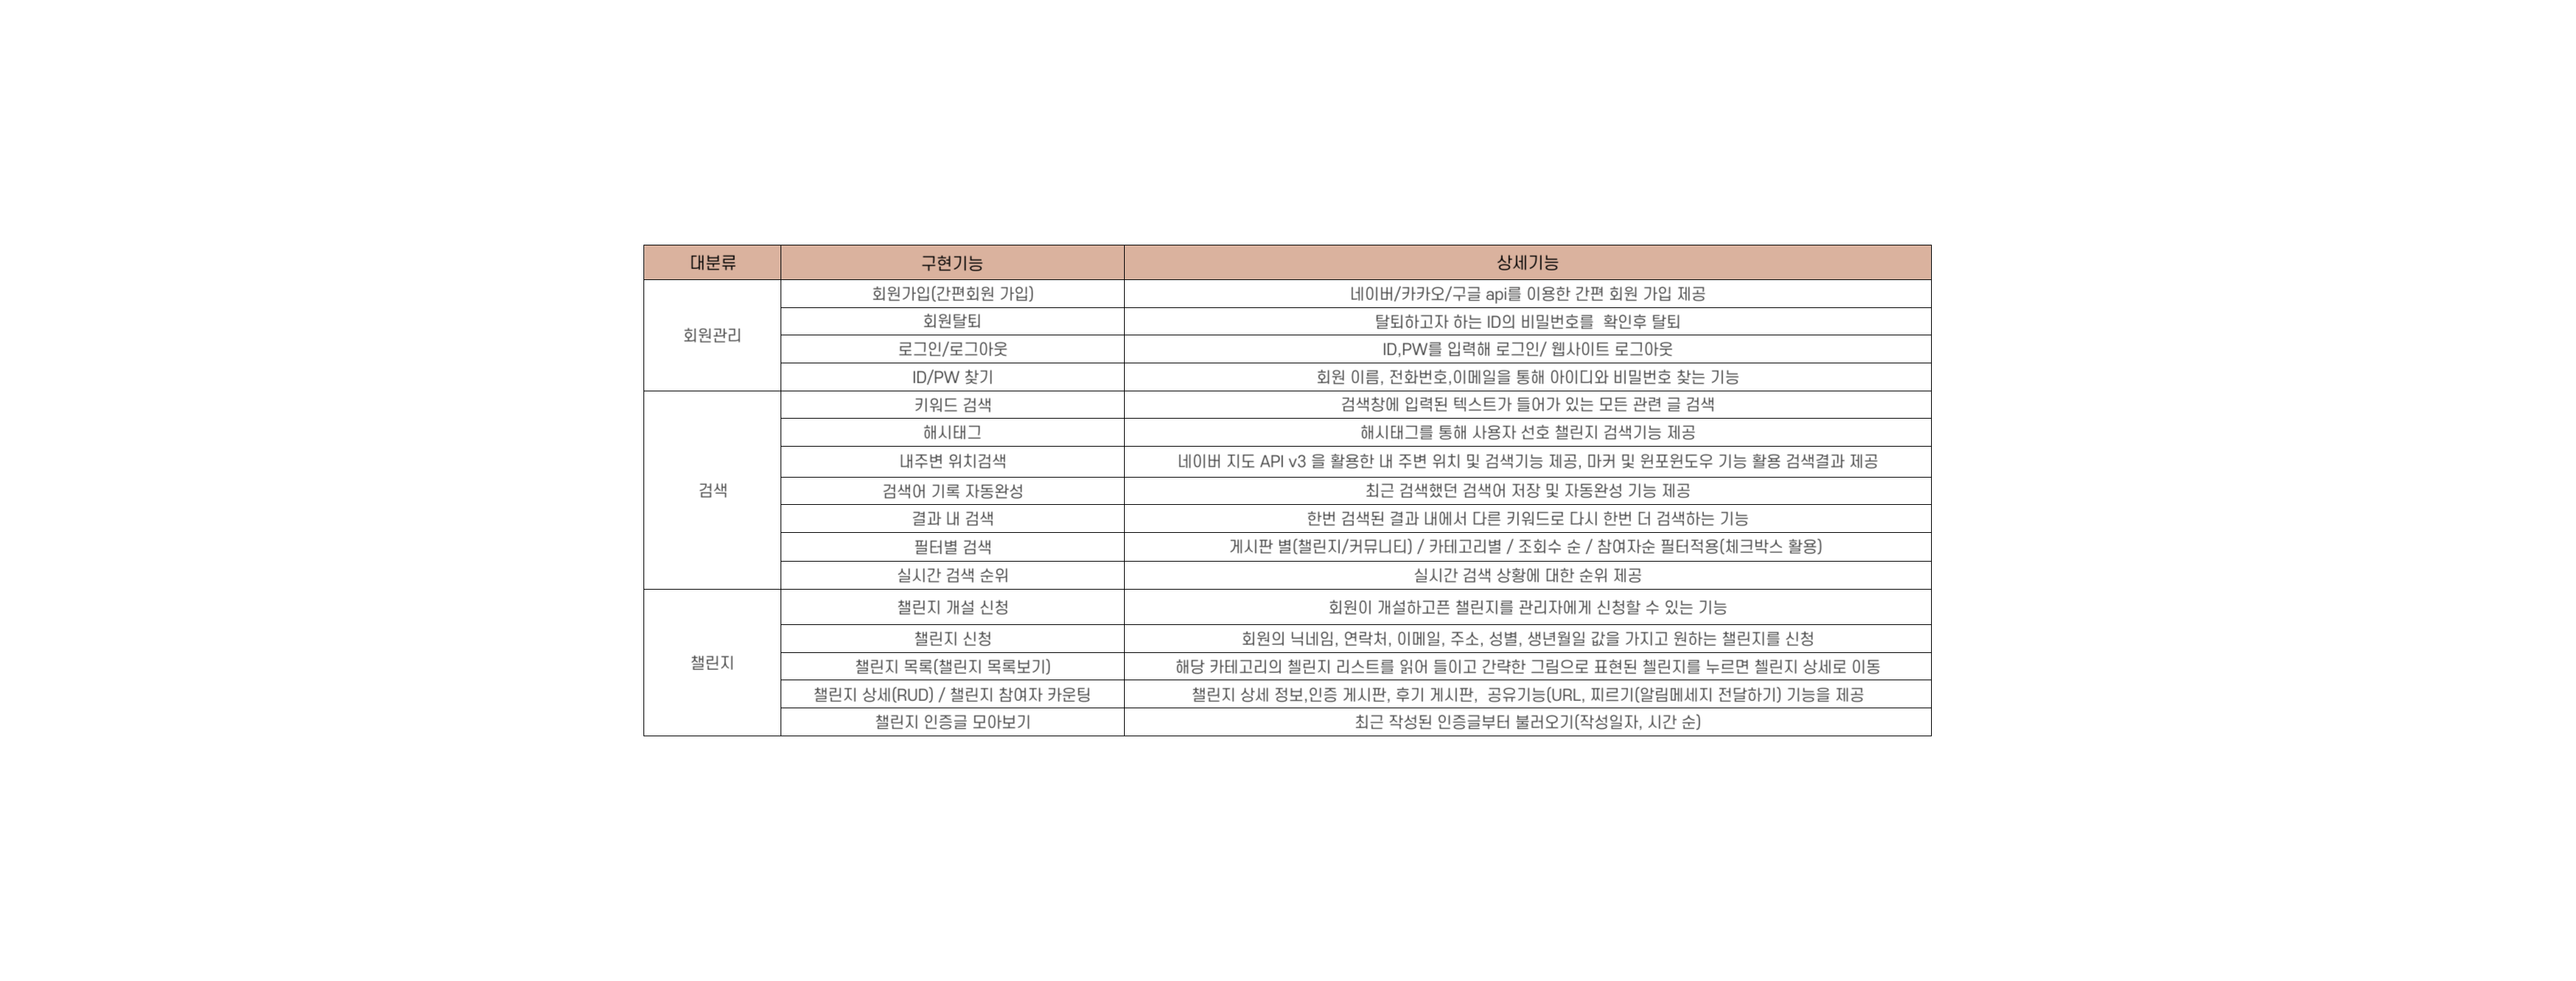 대분류 구현기능 상세기능
회원관리
회원가입(간편회원 가입) 네이버/카카오/구글 api를 이용한 간편 회원 가입 제공
회원탈퇴 탈퇴하고자 하는 ID의 비밀번호를 확인후 탈퇴
로그인/로그아웃 ID,PW를 입력해 로그인/ 웹사이트 로그아웃
ID/PW 찾기 회원 이름, 전화번호,이메일을 통해 아이디와 비밀번호 찾는 기능
검색
키워드 검색 검색창에 입력된 텍스트가 들어가 있는 모든 관련 글 검색
해시태그 해시태그를 통해 사용자 선호 챌린지 검색기능 제공
내주변 위치검색 네이버 지도 API v3 을 활용한 내 주변 위치 및 검색기능 제공, 마커 및 윈포윈도우 기능 활용 검색결과 제공
검색어 기록 자동완성 최근 검색했던 검색어 저장 및 자동완성 기능 제공
결과 내 검색 한번 검색된 결과 내에서 다른 키워드로 다시 한번 더 검색하는 기능
필터별 검색 게시판 별(챌린지/커뮤니티) / 카테고리별 / 조회수 순 / 참여자순 필터적용(체크박스 활용)
실시간 검색 순위 실시간 검색 상황에 대한 순위 제공
챌린지
챌린지 개설 신청 회원이 개설하고픈 챌린지를 관리자에게 신청할 수 있는 기능
챌린지 신청 회원의 닉네임, 연락처, 이메일, 주소, 성별, 생년월일 값을 가지고 원하는 챌린지를 신청
챌린지 목록(챌린지 목록보기) 해당 카테고리의 첼린지 리스트를 읽어 들이고 간략한 그림으로 표현된 첼린지를 누르면 첼린지 상세로 이동
챌린지 상세(RUD) / 챌린지 참여자 카운팅 챌린지 상세 정보,인증 게시판, 후기 게시판, 공유기능(URL, 찌르기(알림메세지 전달하기) 기능을 제공
챌린지 인증글 모아보기 최근 작성된 인증글부터 불러오기(작성일자, 시간 순)